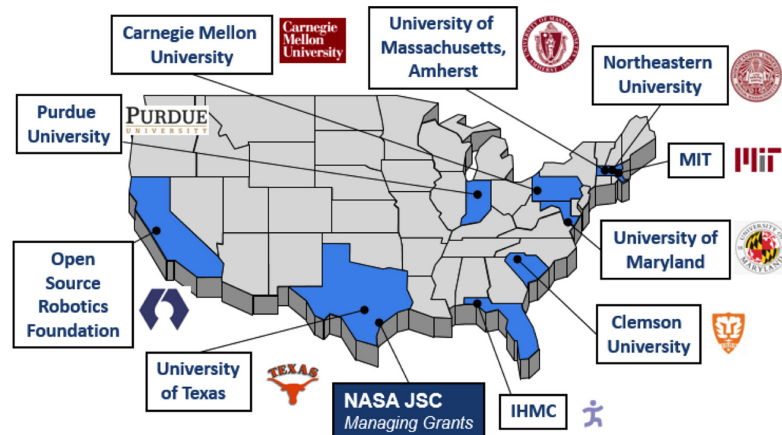 Carnegie Mellon
University
Carnegie
Mellon
University
University of
Massachusetts,
Amherst
Northeastern
University
Purdue
University
PURDUE
UNIVERSITY
MIT
MIT
Open
Source
Robotics
Foundation
University of
Maryland
Clemson
University
University
of Texas
TEXAS
NASA JSC
Managing Grants
IHMC